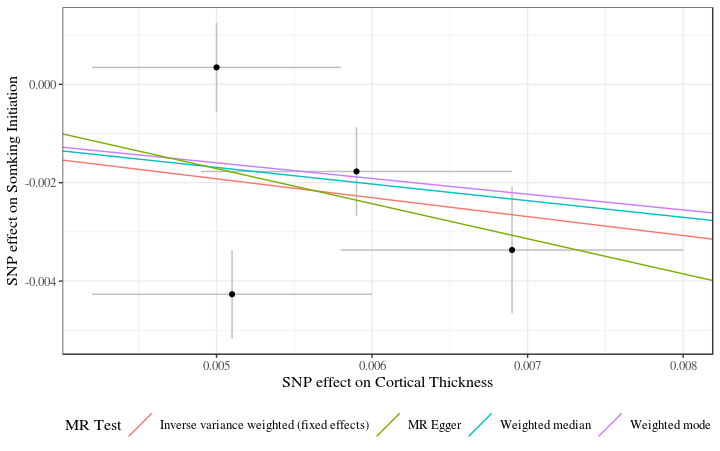 SNP effect on Somking Initiation
0.000
-0.002
-0.004
0.005 0.006 0.007 0.008
SNP effect on Cortical Thickness
MR Test Inverse variance weighted (fixed effects) MR Egger Weighted median Weighted mode